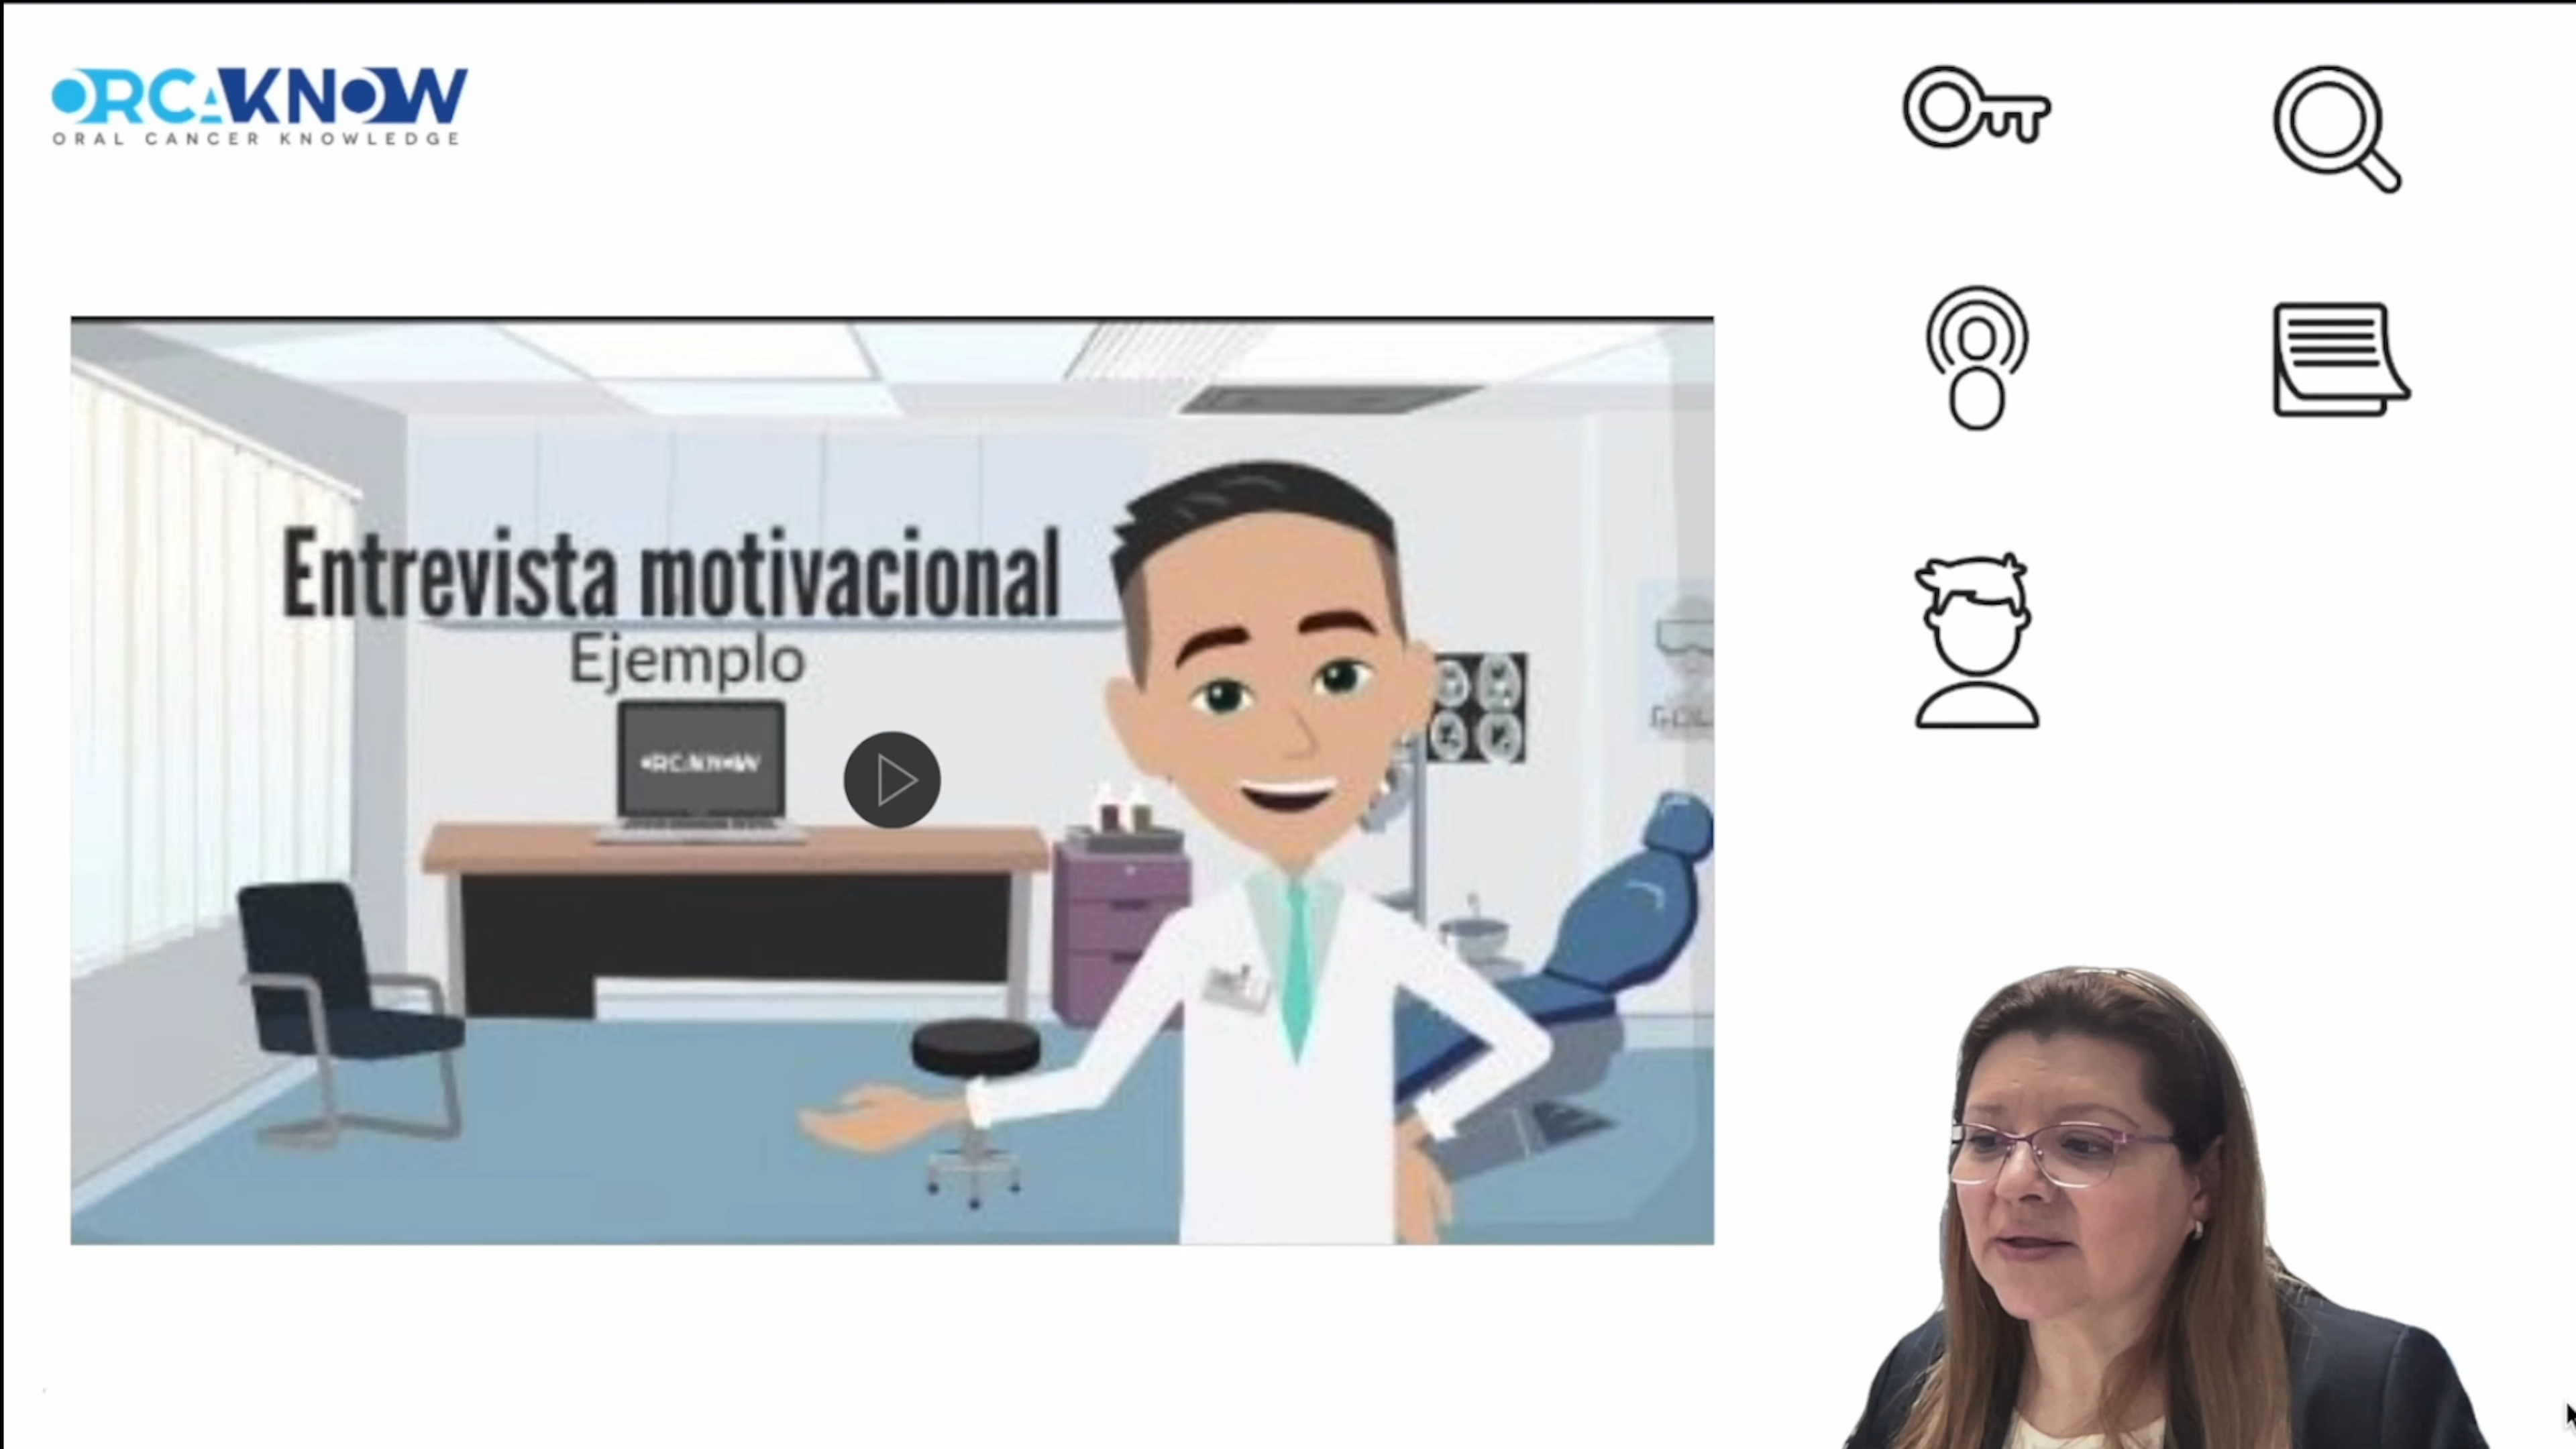 ORCAKNOW
ORAL CANCER KNOWLEDGE
Entrevista motivacional
Ejemplo
ORCAKNOW